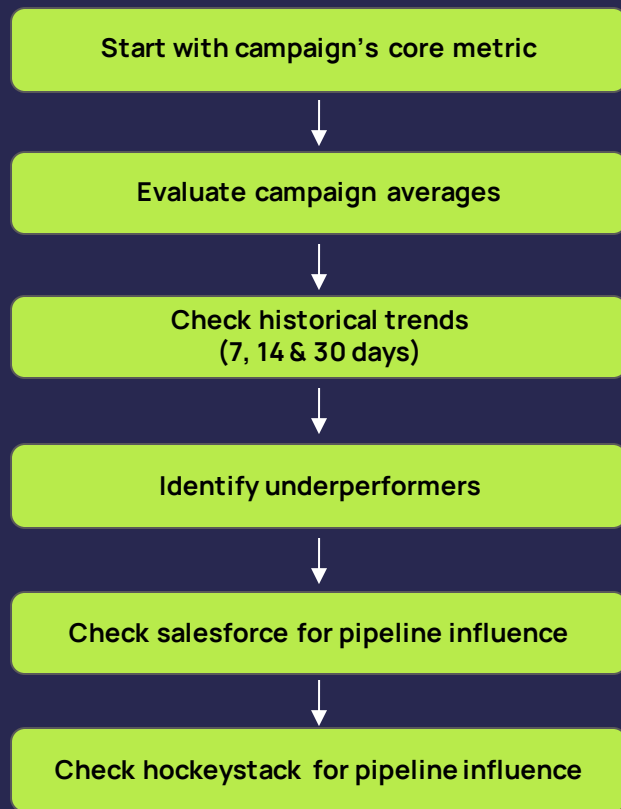 Start with campaign's core metric
Evaluate campaign averages
Check historical trends
(7, 14 & 30 days)
Identify underperformers
Check salesforce for pipeline influence
Check hockeystack for pipeline influence